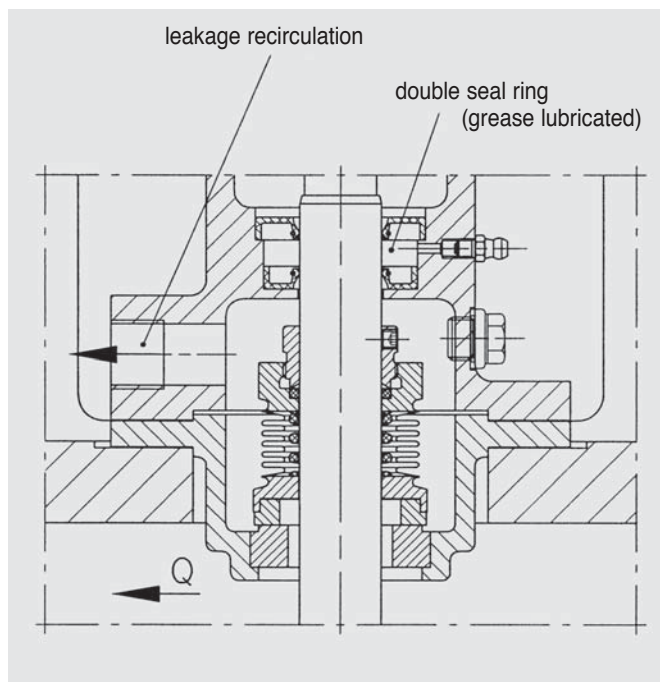 leakage recirculation
double seal ring
(grease lubricated)
Q